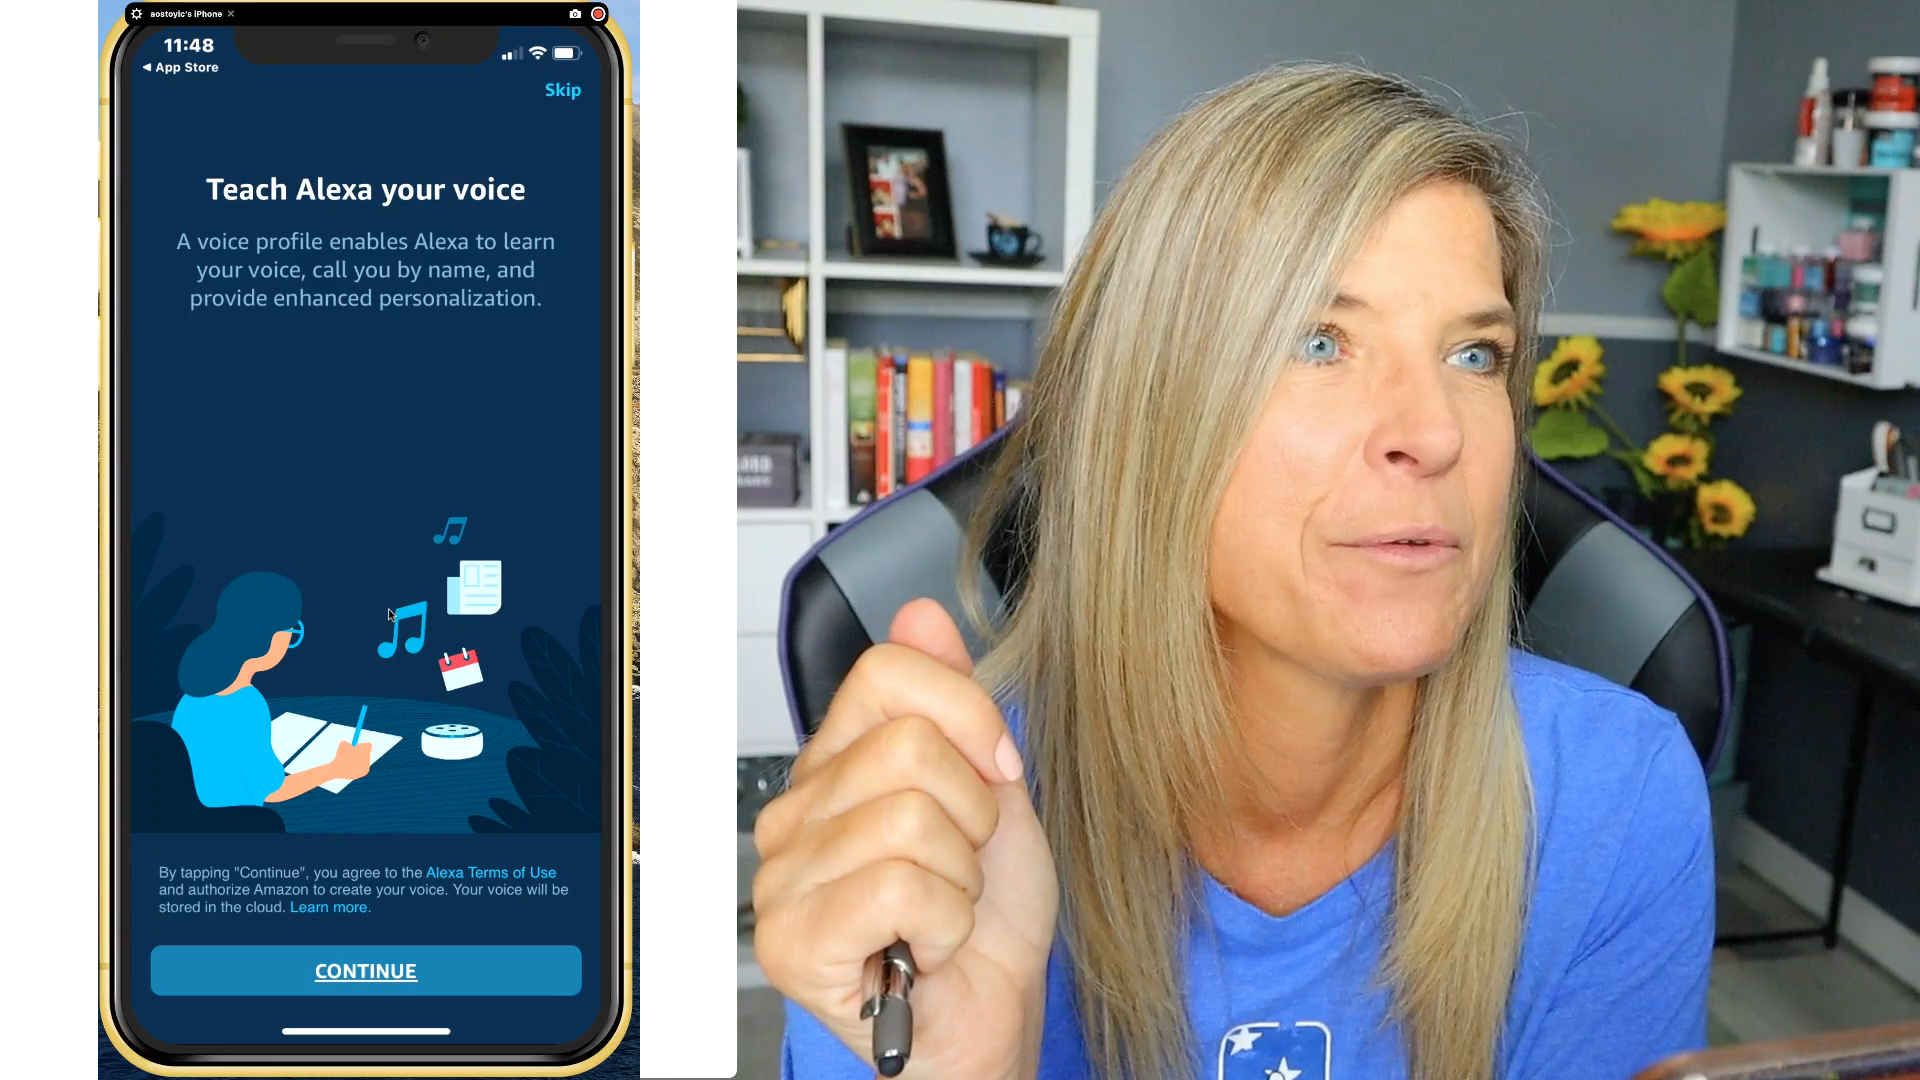 aostoyic's iPhone
11:48
App Store
Skip
Teach Alexa your voice
A voice profile enables Alexa to learn
your voice, call you by name, and
provide enhanced personalization.
By tapping "Continue", you agree to the Alexa Terms of Use
and authorize Amazon to create your voice. Your voice will be
stored in the cloud. Learn more.
CONTINUE